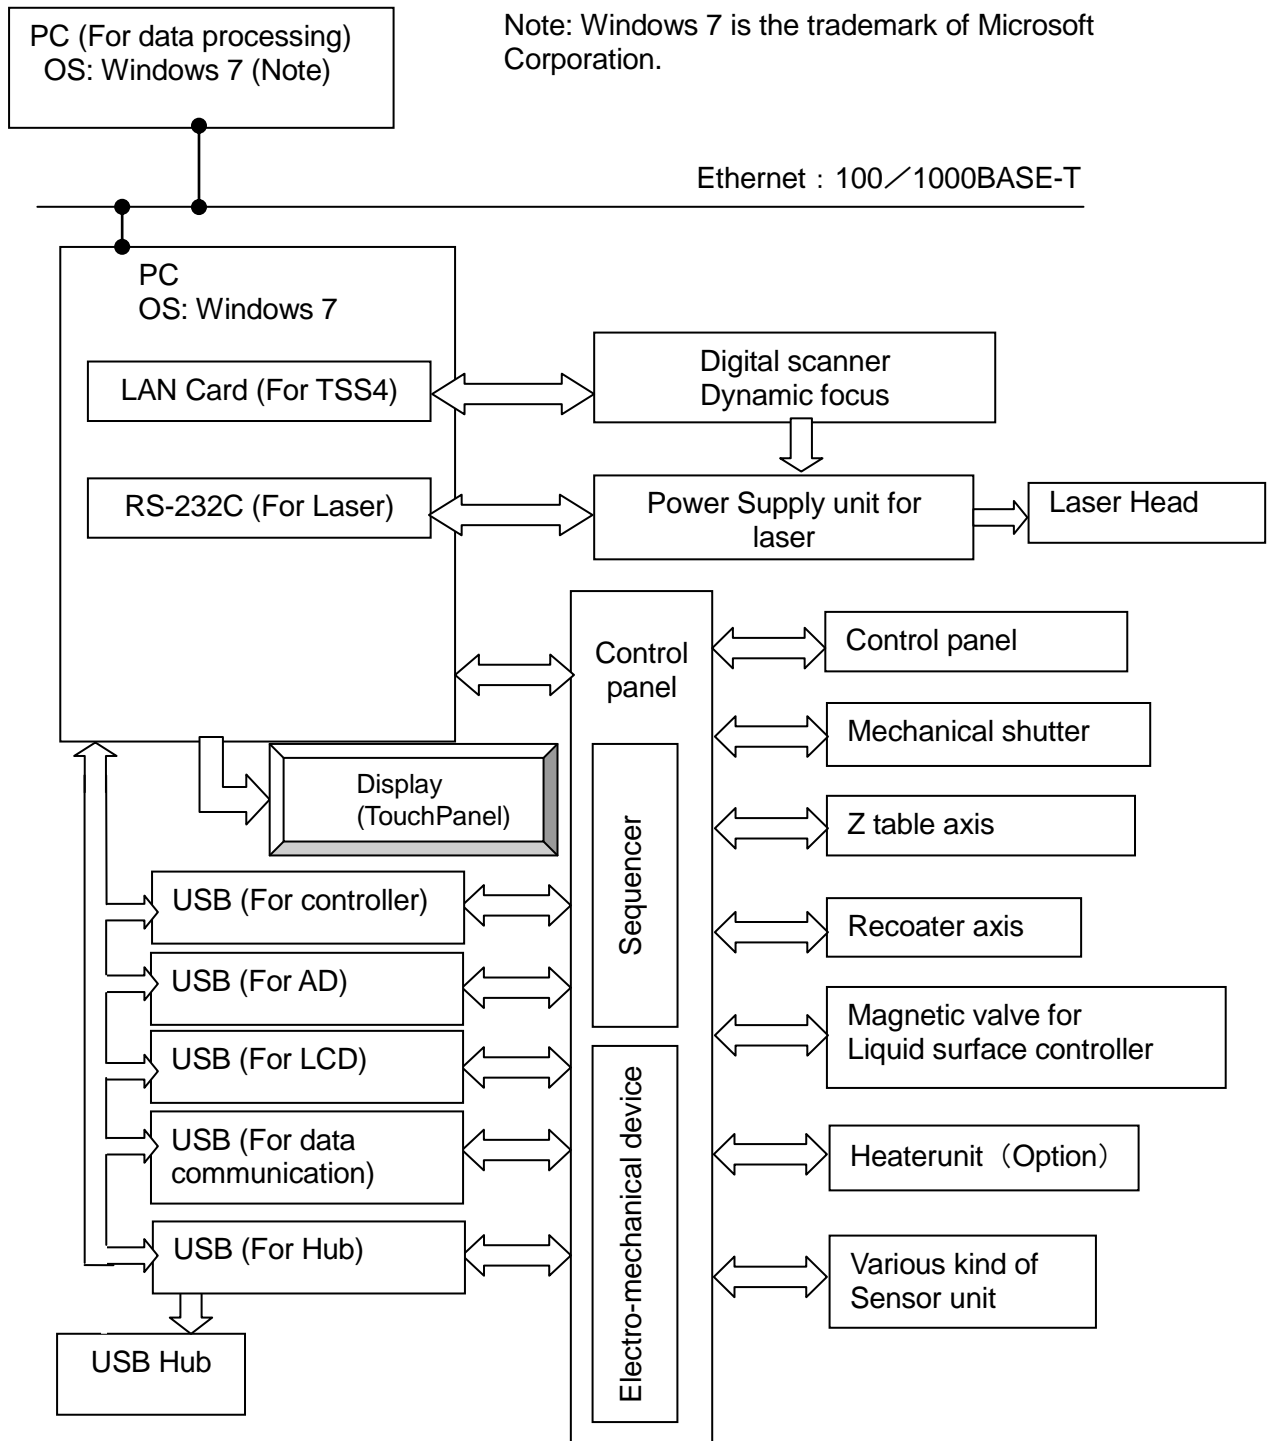 PC (For data processing)
OS: Windows 7 (Note)
Note: Windows 7 is the trademark of Microsoft
Corporation.
Ethernet：100／1000BASE-T
PC
OS: Windows 7
LAN Card (For TSS4)
Digital scanner
Dynamic focus
RS-232C (For Laser)
Power Supply unit for
laser
Laser Head
Control
panel
Control panel
Mechanical shutter
Display
(TouchPanel)
Sequencer
Z table axis
USB (For controller)
Recoater axis
USB (For AD)
Magnetic valve for
Liquid surface controller
USB (For LCD)
Electro-mechanical device
USB (For data
communication)
Heaterunit（Option）
USB (For Hub)
Various kind of
Sensor unit
USB Hub